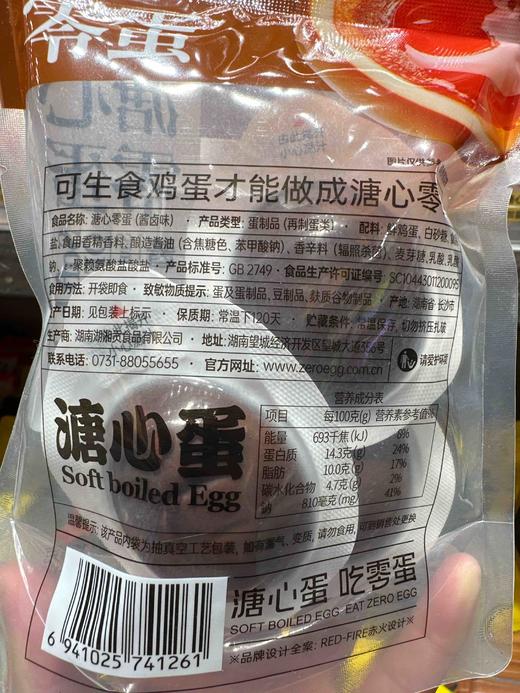 零蛋
可生食鸡蛋才能做成溏心零
食品名称: 溏心零蛋(酱卤味) · 产品类型: 蛋制品(再制蛋类) · 配料: 鲜鸡蛋, 白砂糖,
盐, 食用香精香料, 酿造酱油(含焦糖色、苯甲酸钠)、香辛料(辐照杀菌)、麦芽糖, 乳酸, 乳酸
钠, ε-聚赖氨酸盐酸盐 · 产品标准号: GB 2749 · 食品生产许可证编号: SC10443011200095
食用方法: 开袋即食 · 致敏物质提示: 蛋及蛋制品, 豆制品, 麸质谷物制品 · 产地: 湖南省·长沙市
产日期: 见包装上标示 · 保质期: 常温下120天 · 贮藏条件: 常温保存, 切勿挤压扎破
生产商: 湖南湖湘贡食品有限公司 · 地址: 湖南望城经济开发区
联系电话: 0731-88055655 · 官方网址: www.zeroegg.com.cn 请爱护环境
溏心蛋
Soft boiled Egg
营养成分表
项目 每100克(g) 营养素参考值
能量 693千焦(kJ) 8%
蛋白质 14.3克(g) 24%
脂肪 10.0克(g) 17%
碳水化合物 4.7克(g) 2%
钠 810毫克(mg) 41%
温馨提示: 该产品内袋为抽真空工艺包装, 如有漏气、变质, 请勿食用, 可到销售处更换
溏心蛋 吃零蛋
SOFT BOILED EGG EAT ZERO EGG
※品牌设计全案: RED-FIRE赤火设计※
6 941025 741261